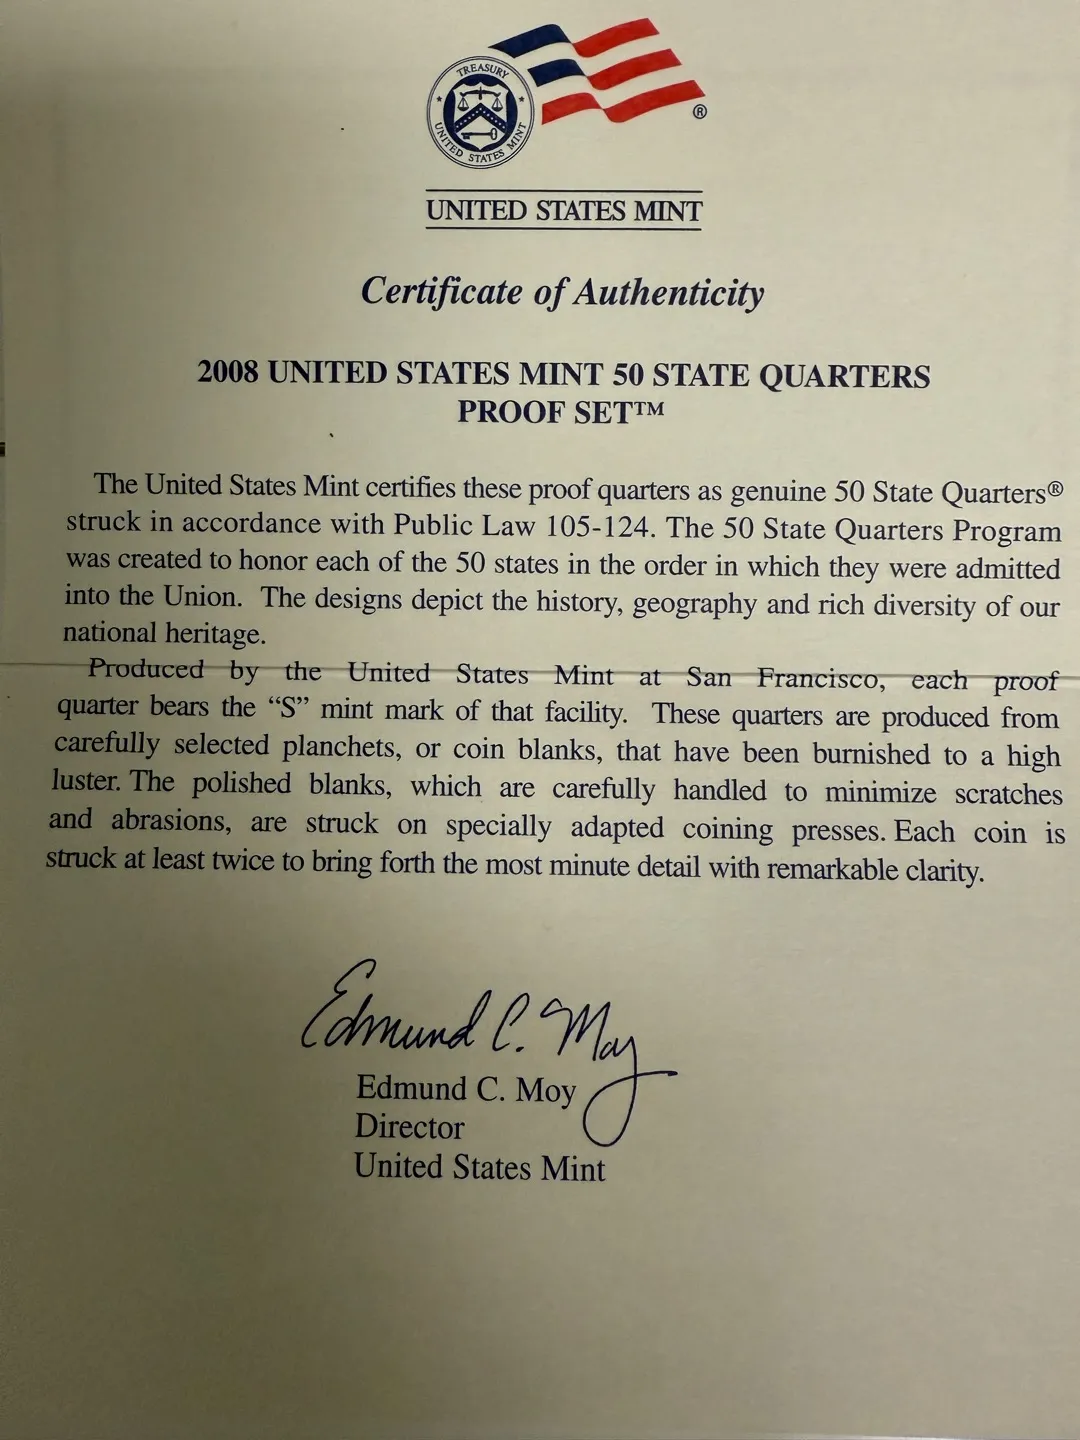 TREASURY
UNITED STATES MINT
®
UNITED STATES MINT
Certificate of Authenticity
2008 UNITED STATES MINT 50 STATE QUARTERS
PROOF SET™
The United States Mint certifies these proof quarters as genuine 50 State Quarters®
struck in accordance with Public Law 105-124. The 50 State Quarters Program
was created to honor each of the 50 states in the order in which they were admitted
into the Union. The designs depict the history, geography and rich diversity of our
national heritage.
Produced by the United States Mint at San Francisco, each proof
quarter bears the “S” mint mark of that facility. These quarters are produced from
carefully selected planchets, or coin blanks, that have been burnished to a high
luster. The polished blanks, which are carefully handled to minimize scratches
and abrasions, are struck on specially adapted coining presses. Each coin is
struck at least twice to bring forth the most minute detail with remarkable clarity.
Edmund C. Moy
Edmund C. Moy
Director
United States Mint